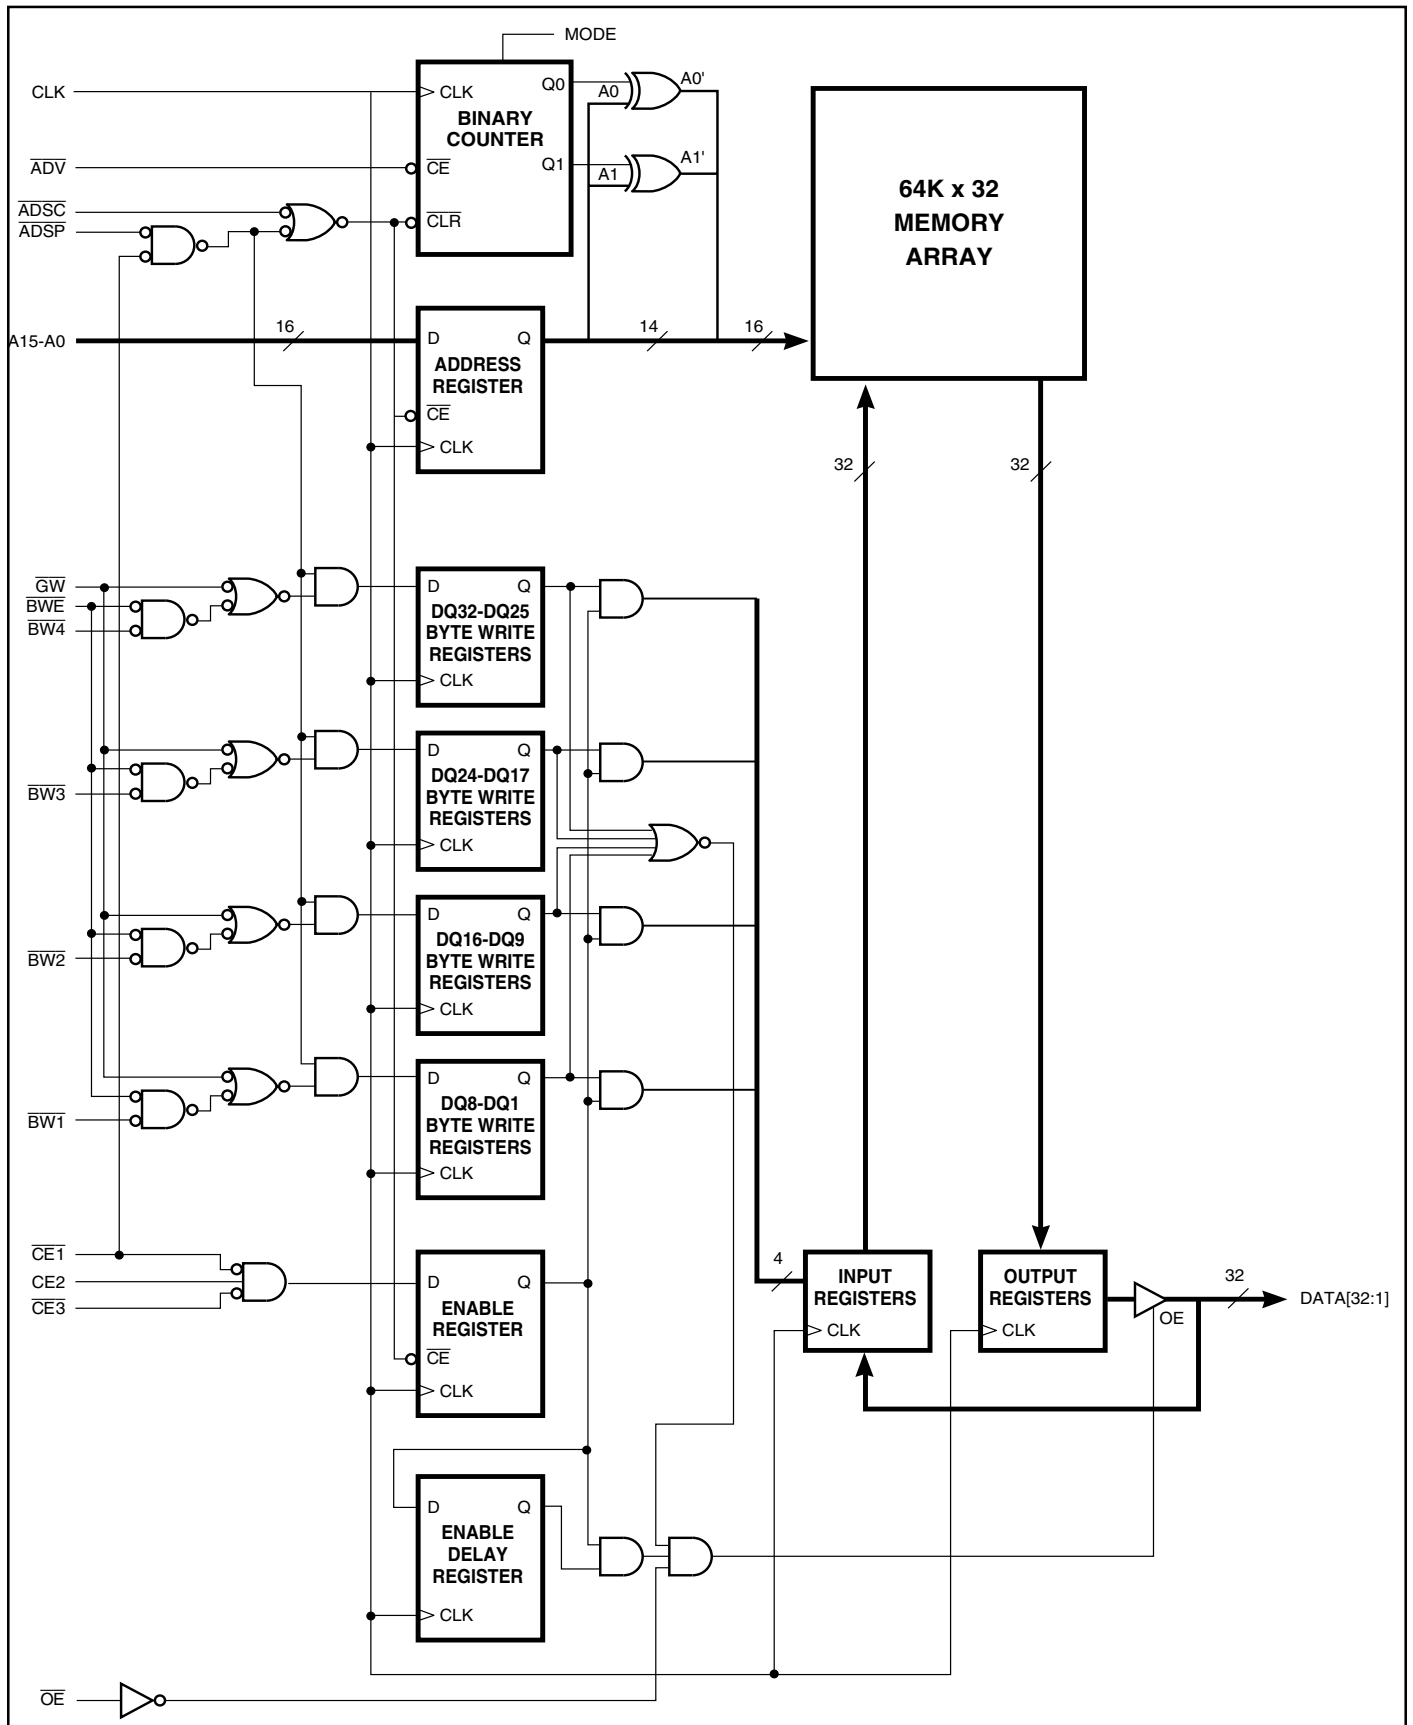 MODE
CLK
CLK
Q0
A0
A0'
BINARY
COUNTER
ADV
CE
Q1
A1
A1'
64K x 32
MEMORY
ARRAY
ADSC
ADSP
CLR
A15-A0
16
D
Q
14
16
ADDRESS
REGISTER
CE
CLK
32
32
GW
BWE
BW4
D
Q
DQ32-DQ25
BYTE WRITE
REGISTERS
CLK
BW3
D
Q
DQ24-DQ17
BYTE WRITE
REGISTERS
CLK
BW2
D
Q
DQ16-DQ9
BYTE WRITE
REGISTERS
CLK
BW1
D
Q
DQ8-DQ1
BYTE WRITE
REGISTERS
CLK
CE1
CE2
CE3
D
Q
ENABLE
REGISTER
CE
CLK
4
INPUT
REGISTERS
CLK
OUTPUT
REGISTERS
CLK
OE
32
DATA[32:1]
D
Q
ENABLE
DELAY
REGISTER
CLK
OE